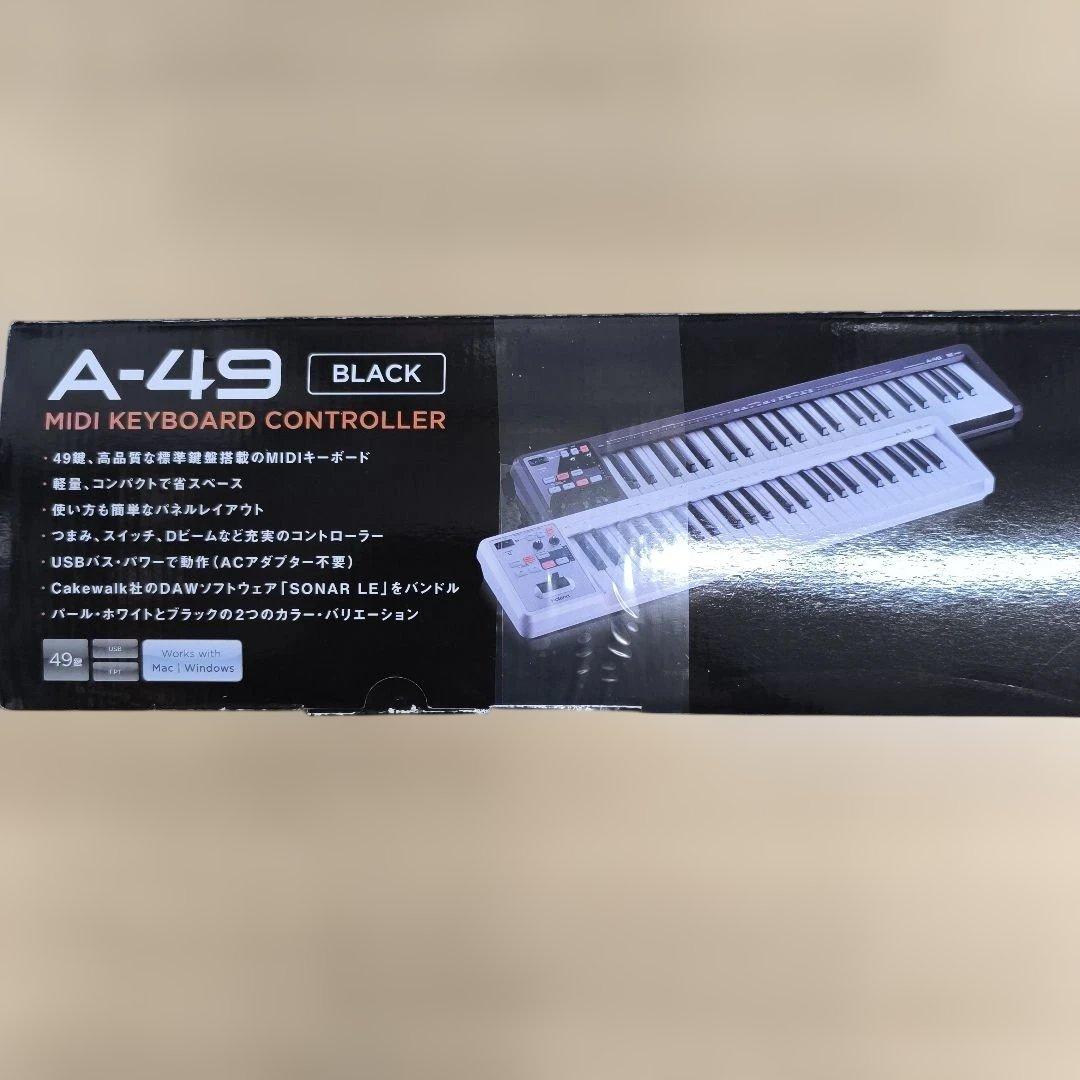 A-49 BLACK
MIDI KEYBOARD CONTROLLER
・49鍵、高品質な標準鍵盤搭載のMIDIキーボード
・軽量、コンパクトで省スペース
・使い方も簡単なパネルレイアウト
・つまみ、スイッチ、Dビームなど充実のコントローラー
・USBバス・パワーで動作(ACアダプター不要)
・Cakewalk社のDAWソフトウェア「SONAR LE」をバンドル
・パール・ホワイトとブラックの2つのカラー・バリエーション
49鍵
USB
FPT
Works with
Mac | Windows
A-49
Roland